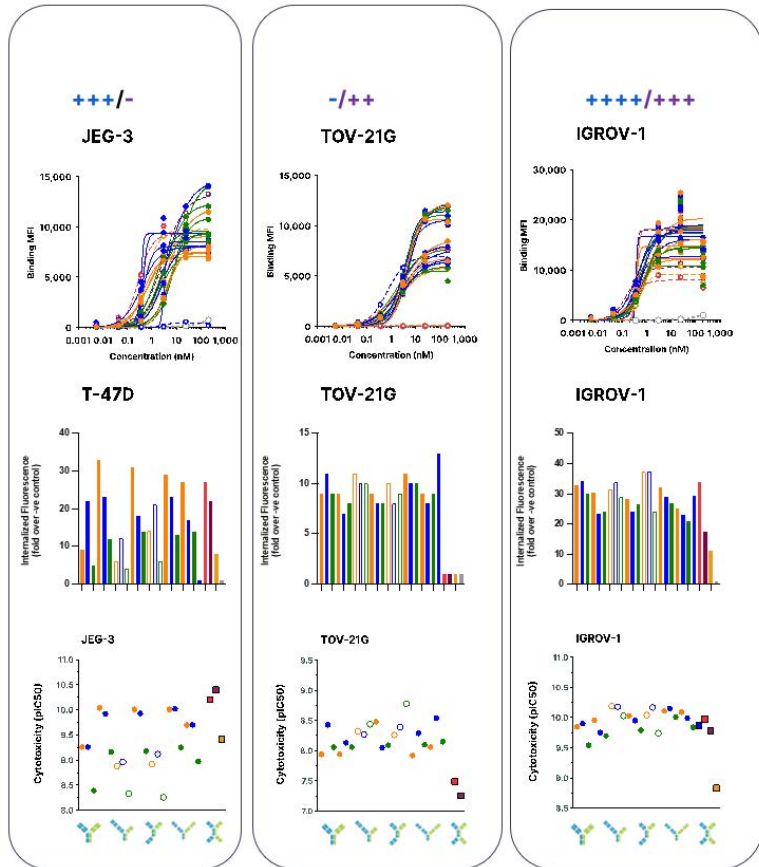 +++/-
JEG-3
15,000
10,000
5,000
0
Binding MFI
0.001 0.01 0.1 1 10 100 1,000
Concentration (nM)
T-47D
40
30
20
10
0
Internalized Fluorescence
(fold over -ve control)
JEG-3
11.0
10.5
10.0
9.5
9.0
8.5
8.0
Cytotoxicity (pIC50)
-/++
TOV-21G
15,000
10,000
5,000
0
Binding MFI
0.001 0.01 0.1 1 10 100 1,000
Concentration (nM)
TOV-21G
15
10
5
0
Internalized Fluorescence
(fold over -ve control)
TOV-21G
10.0
9.5
9.0
8.5
8.0
7.5
7.0
Cytotoxicity (pIC50)
++++/+++
IGROV-1
30,000
20,000
10,000
0
Binding MFI
0.001 0.01 0.1 1 10 100 1,000
Concentration (nM)
IGROV-1
50
40
30
20
10
0
Internalized Fluorescence
(fold over -ve control)
IGROV-1
11.0
10.5
10.0
9.5
9.0
8.5
Cytotoxicity (pIC50)